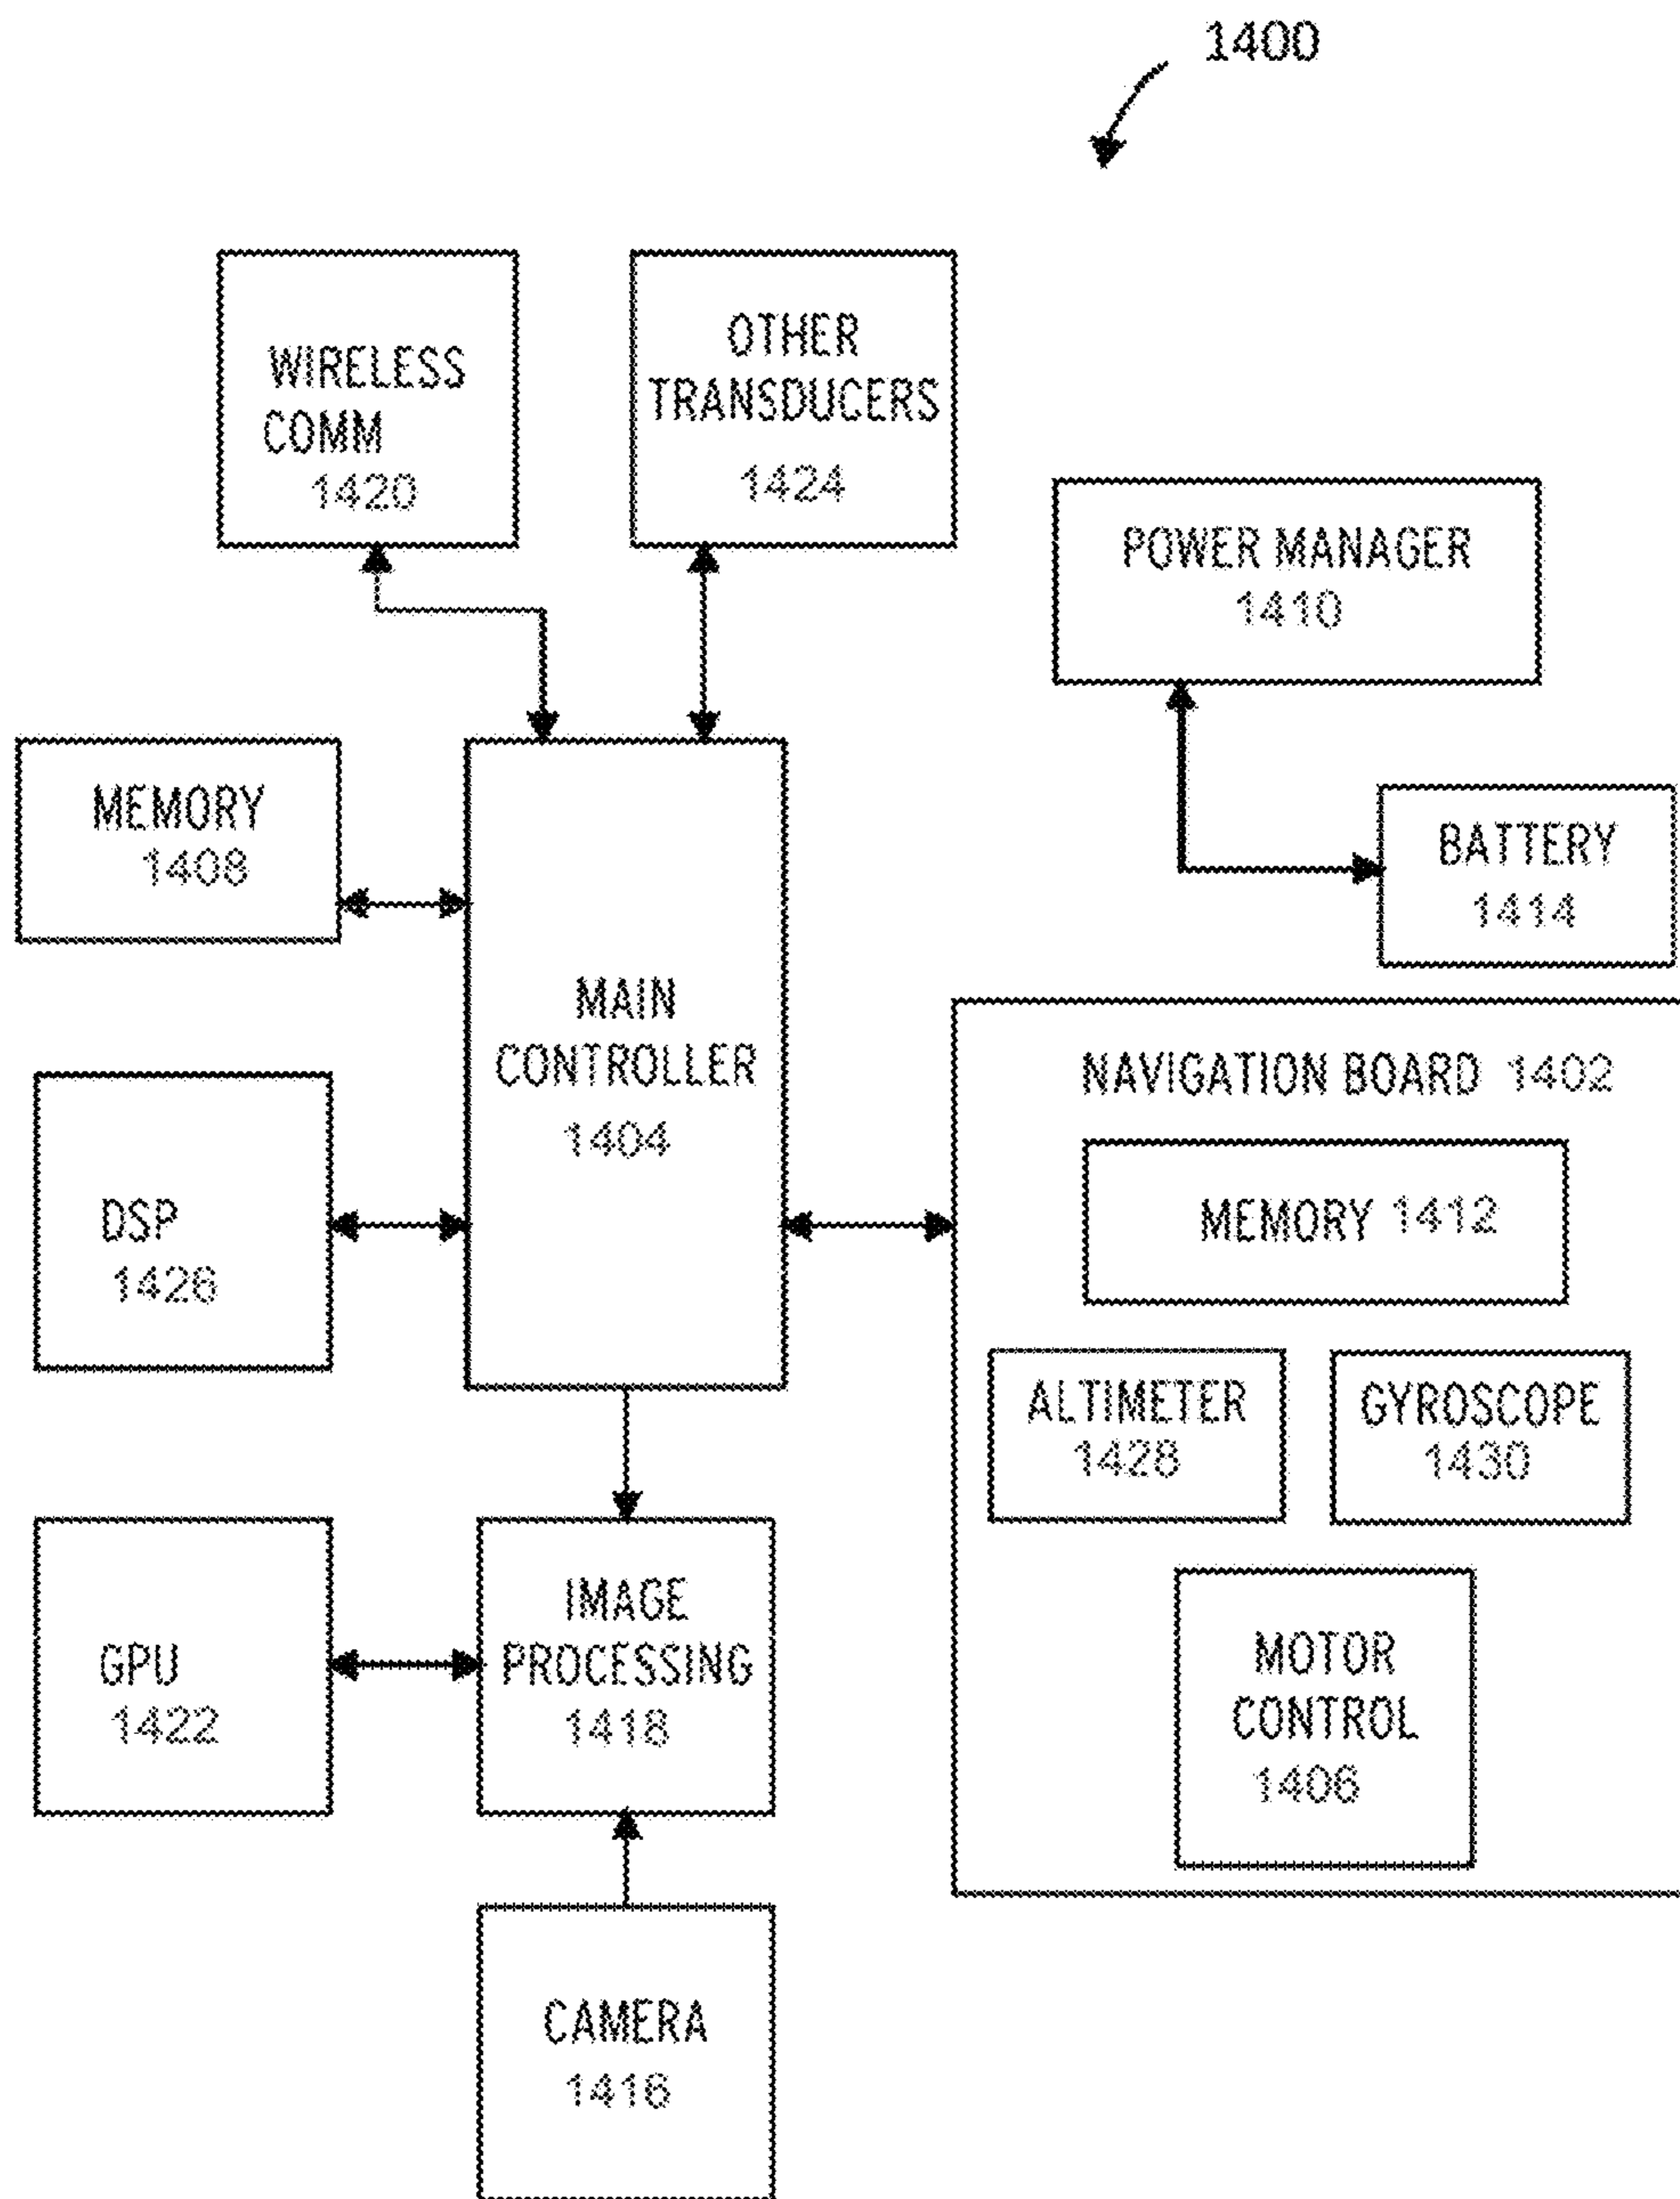 1400
WIRELESS
COMM
1420
OTHER
TRANSDUCERS
1424
POWER MANAGER
1410
MEMORY
1408
BATTERY
1414
MAIN
CONTROLLER
1404
NAVIGATION BOARD 1402
MEMORY 1412
DSP
1426
ALTIMETER
1428
GYROSCOPE
1430
GPU
1422
IMAGE
PROCESSING
1418
MOTOR
CONTROL
1406
CAMERA
1416